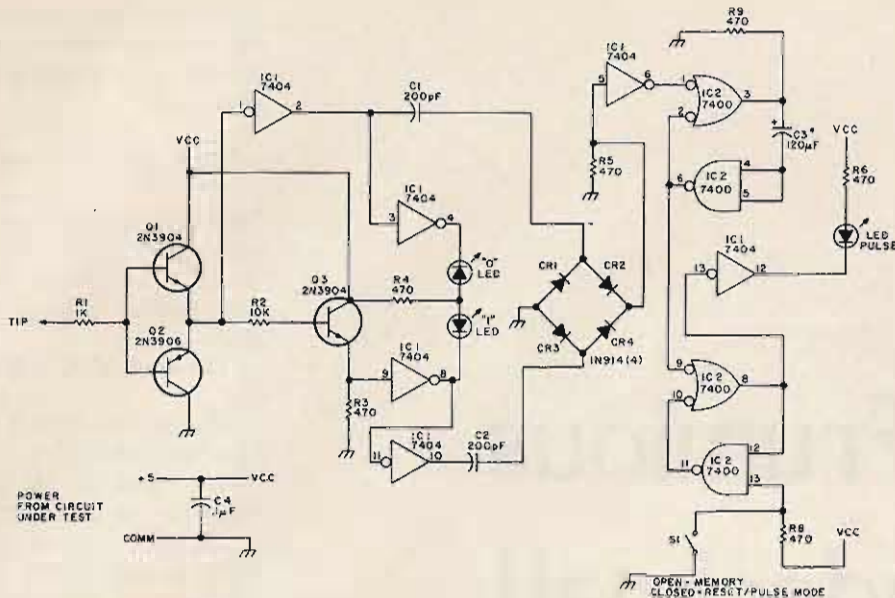 R9
470
IC1
7404
1
2
C1
200pF
IC1
7404
5
6
1
2
IC2
7400
3
VCC
+
C3*
120µF
VCC
R5
470
6
IC2
7400
4
5
R6
470
IC1
7404
3
4
Q1
2N3904
"0"
LED
LED
PULSE
IC1
7404
13
12
Q3
2N3904
R4
470
CR1
CR2
R1
1K
R2
10K
TIP
"1"
LED
CR3
CR4
1N914(4)
Q2
2N3906
IC1
7404
9
8
9
10
IC2
7400
8
R3
470
IC1
7404
11
10
C2
200pF
11
IC2
7400
12
13
+5
VCC
POWER
FROM CIRCUIT
UNDER TEST
C4
.1µF
COMM
S1
R8
470
VCC
OPEN - MEMORY
CLOSED = RESET/PULSE MODE